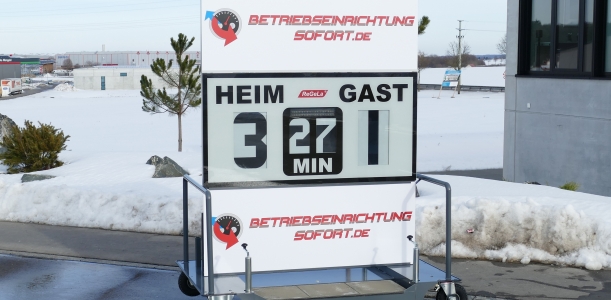 BETRIEBSEINRICHTUNG
SOFORT.DE
HEIM ReGeLa GAST
3 27 1
MIN
BETRIEBSEINRICHTUNG
SOFORT.DE